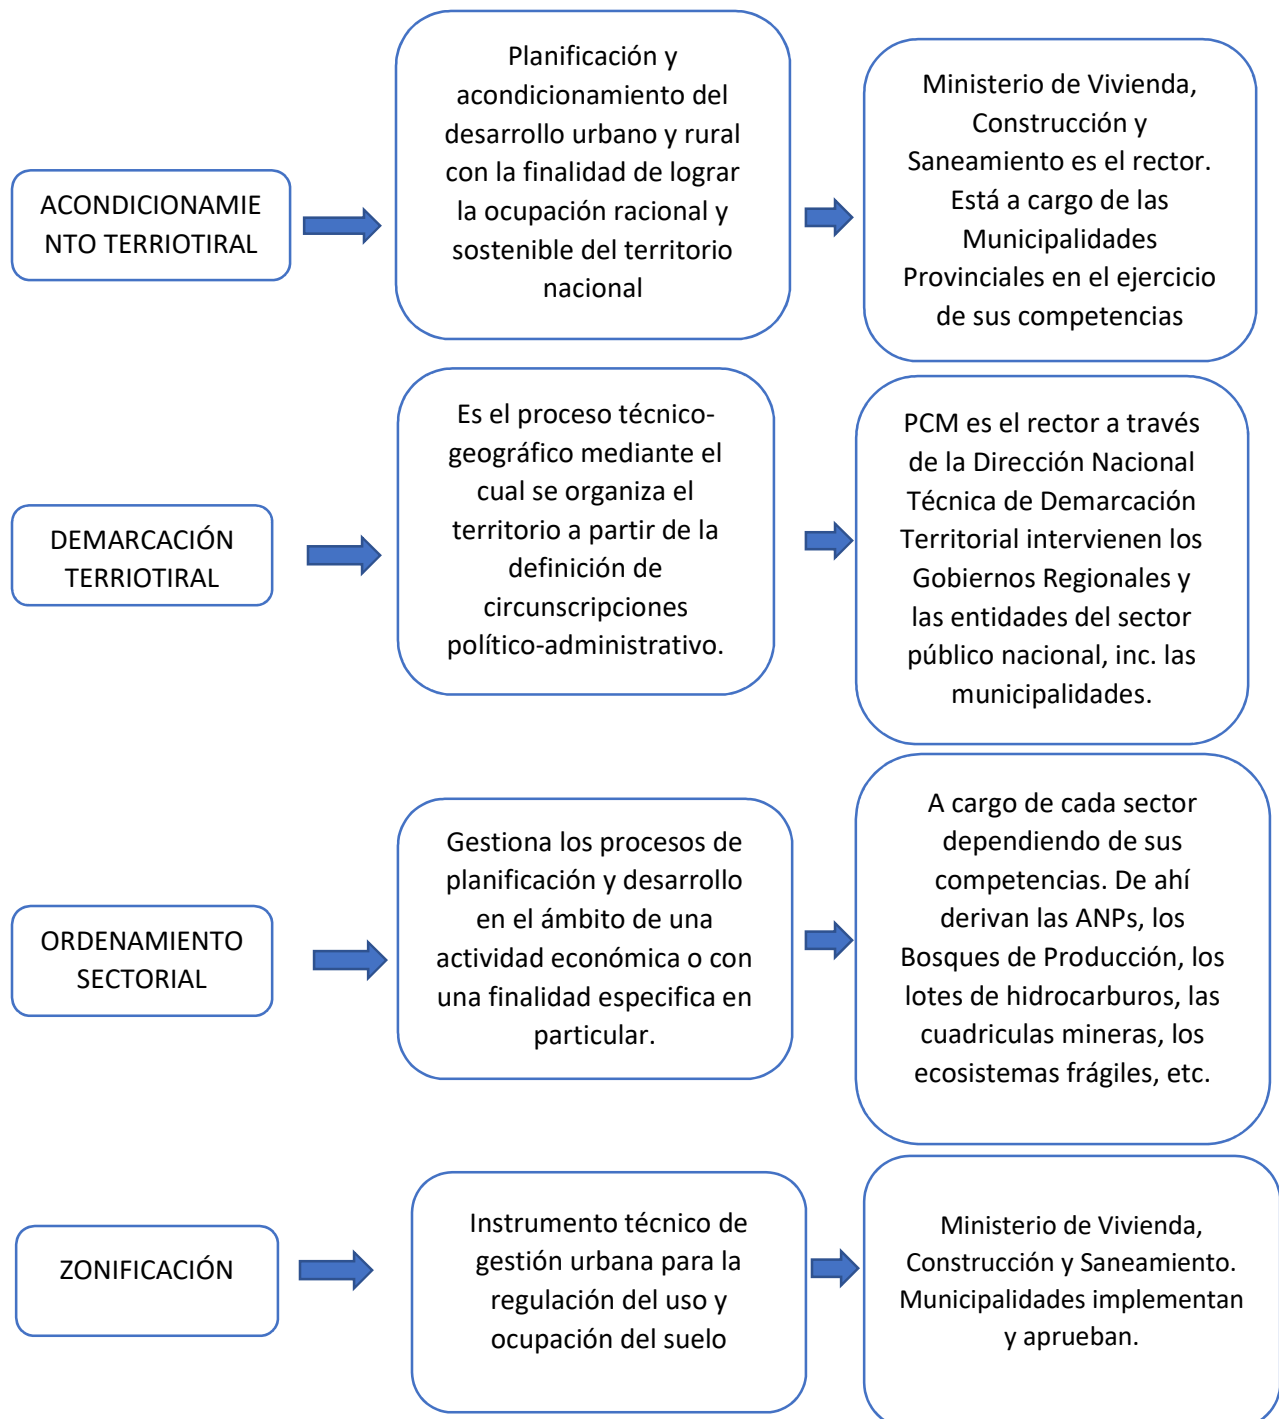 ACONDICIONAMIE
NTO TERRIOTIRAL
Planificación y
acondicionamiento del
desarrollo urbano y rural
con la finalidad de lograr
la ocupación racional y
sostenible del territorio
nacional
Ministerio de Vivienda,
Construcción y
Saneamiento es el rector.
Está a cargo de las
Municipalidades
Provinciales en el ejercicio
de sus competencias
DEMARCACIÓN
TERRIOTIRAL
Es el proceso técnico-
geográfico mediante el
cual se organiza el
territorio a partir de la
definición de
circunscripciones
político-administrativo.
PCM es el rector a través
de la Dirección Nacional
Técnica de Demarcación
Territorial intervienen los
Gobiernos Regionales y
las entidades del sector
público nacional, inc. las
municipalidades.
ORDENAMIENTO
SECTORIAL
Gestiona los procesos de
planificación y desarrollo
en el ámbito de una
actividad económica o con
una finalidad especifica en
particular.
A cargo de cada sector
dependiendo de sus
competencias. De ahí
derivan las ANPs, los
Bosques de Producción, los
lotes de hidrocarburos, las
cuadriculas mineras, los
ecosistemas frágiles, etc.
ZONIFICACIÓN
Instrumento técnico de
gestión urbana para la
regulación del uso y
ocupación del suelo
Ministerio de Vivienda,
Construcción y Saneamiento.
Municipalidades implementan
y aprueban.